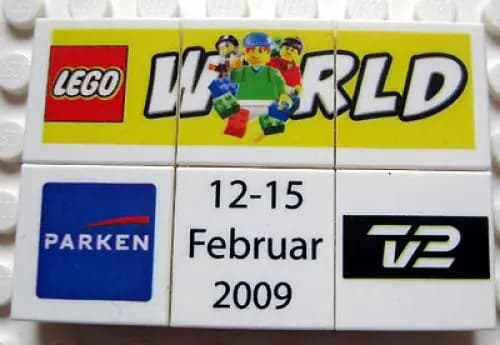 LEGO WORLD
PARKEN
12-15
Februar
2009
TV2